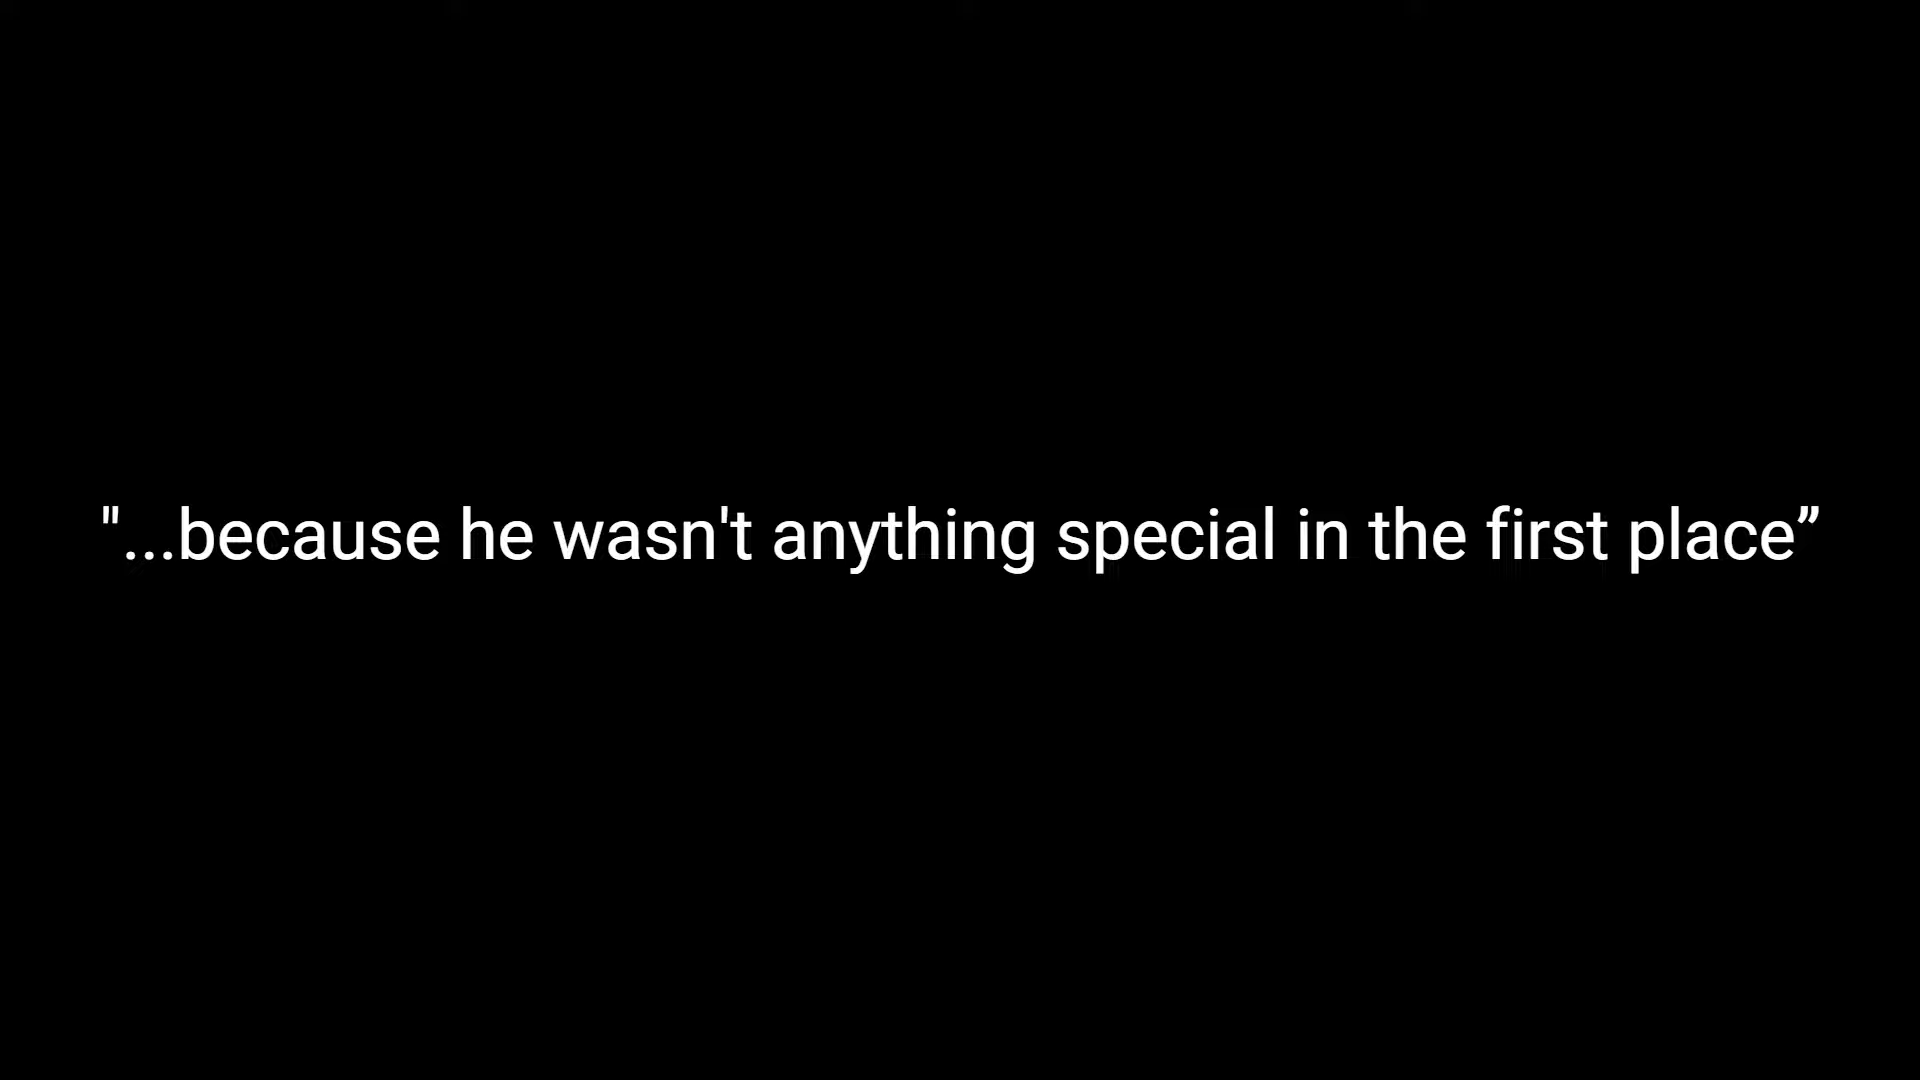 "...because he wasn't anything special in the first place”